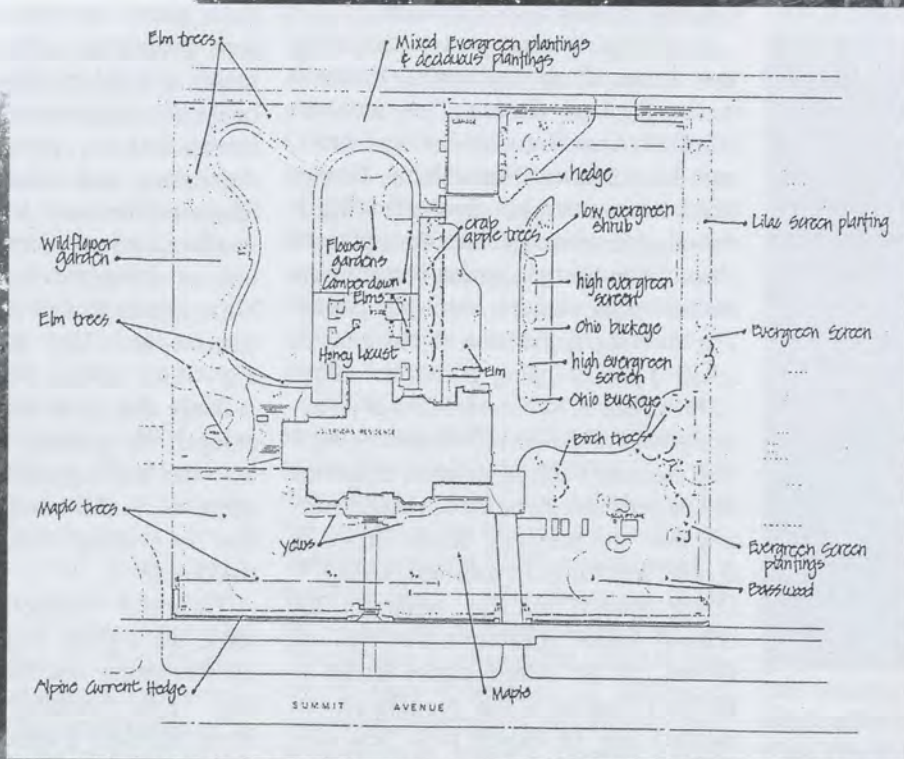 Elm trees
Mixed Evergreen plantings
& deciduous plantings
GARAGE
hedge
low evergreen
shrub
crab
apple trees
Lilac Screen planting
Wildflower
garden
Flower
gardens
Camperdown
Elms
high evergreen
screen
Elm trees
Ohio buckeye
Evergreen Screen
Honey Locust
high evergreen
screen
Elm
Ohio Buckeye
RESIDENCE
Birch trees
Maple trees
yews
Evergreen Screen
plantings
Basswood
Alpine Current Hedge
Maple
SUMMIT AVENUE